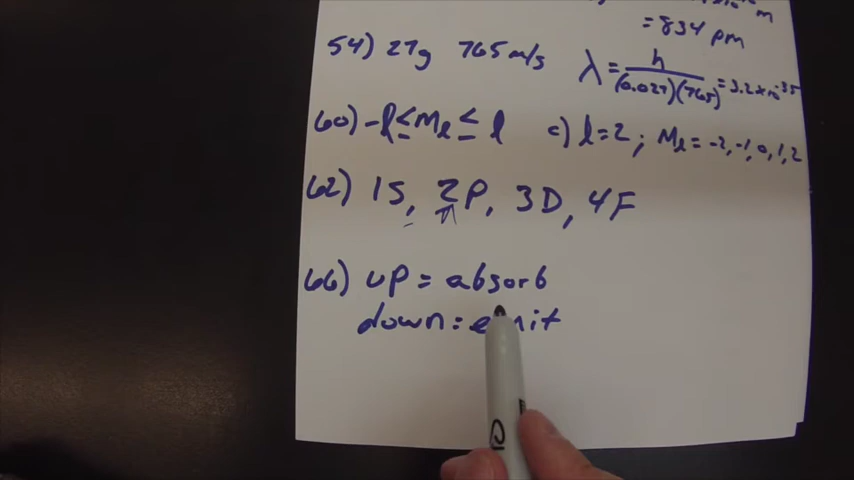 m
= 834 pm
54) 27g 765 m/s λ = h / (0.027)(765) = 3.2 x 10^-35
60) -l ≤ Ml ≤ l c) l = 2 ; Ml = -2, -1, 0, 1, 2
62) 1S, 2P, 3D, 4F
66) up = absorb
down = emit